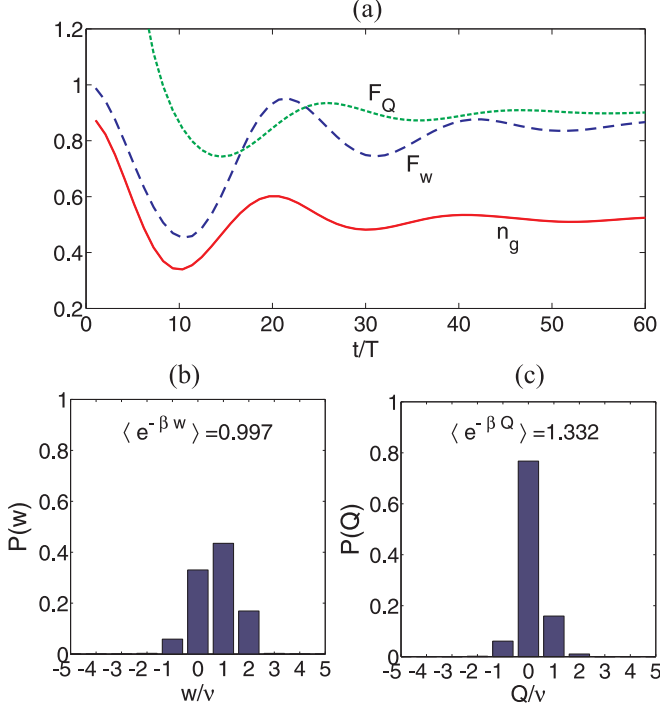 (a)
1.2
1
0.8
0.6
0.4
0.2
F_Q
F_w
n_g
0 10 20 30 40 50 60
t/T
(b)
⟨ e^{-β w} ⟩=0.997
1
0.8
0.6
0.4
0.2
0
P(w)
-5 -4 -3 -2 -1 0 1 2 3 4 5
w/ν
(c)
⟨ e^{-β Q} ⟩=1.332
1
0.8
0.6
0.4
0.2
0
P(Q)
-5 -4 -3 -2 -1 0 1 2 3 4 5
Q/ν